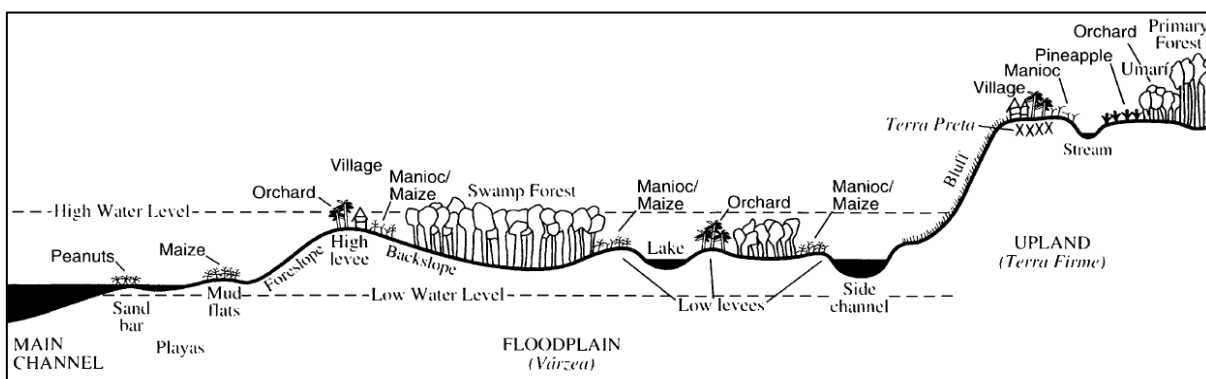 Orchard
Primary
Forest
Pineapple
Umarí
Manioc
Village
Terra Preta
Stream
Bluff
UPLAND
(Terra Firme)
High Water Level
Village
Orchard
Manioc/
Maize
Swamp Forest
Manioc/
Maize
Orchard
Manioc/
Maize
Peanuts
Maize
Foreslope
High
levee
Backslope
Lake
Low Water Level
Sand
bar
Mud
flats
Low levees
Side
channel
MAIN
CHANNEL
Playas
FLOODPLAIN
(Várzea)